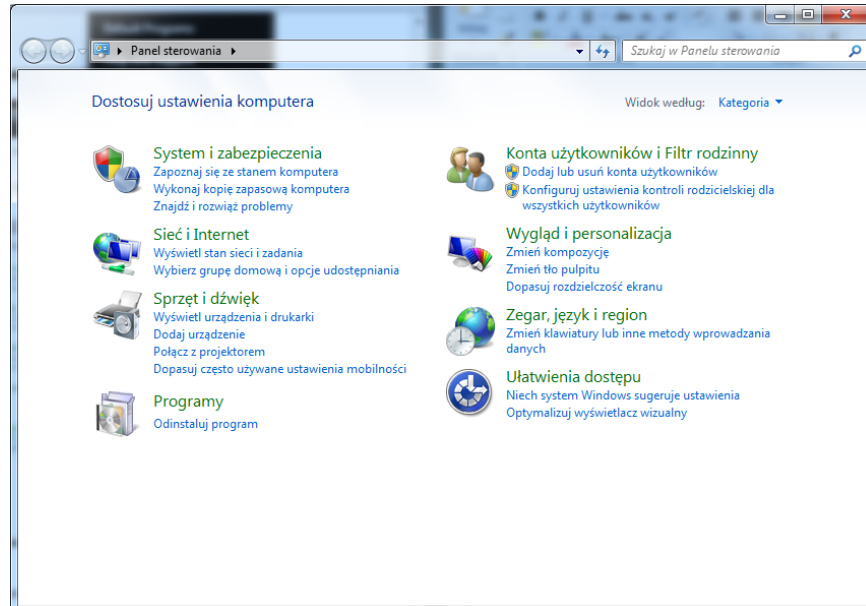 Panel sterowania
Szukaj w Panelu sterowania
Dostosuj ustawienia komputera
Widok według: Kategoria
System i zabezpieczenia
Zapoznaj się ze stanem komputera
Wykonaj kopię zapasową komputera
Znajdź i rozwiąż problemy
Sieć i Internet
Wyświetl stan sieci i zadania
Wybierz grupę domową i opcje udostępniania
Sprzęt i dźwięk
Wyświetl urządzenia i drukarki
Dodaj urządzenie
Połącz z projektorem
Dopasuj często używane ustawienia mobilności
Programy
Odinstaluj program
Konta użytkowników i Filtr rodzinny
Dodaj lub usuń konta użytkowników
Konfiguruj ustawienia kontroli rodzicielskiej dla
wszystkich użytkowników
Wygląd i personalizacja
Zmień kompozycję
Zmień tło pulpitu
Dopasuj rozdzielczość ekranu
Zegar, język i region
Zmień klawiatury lub inne metody wprowadzania
danych
Ułatwienia dostępu
Niech system Windows sugeruje ustawienia
Optymalizuj wyświetlacz wizualny